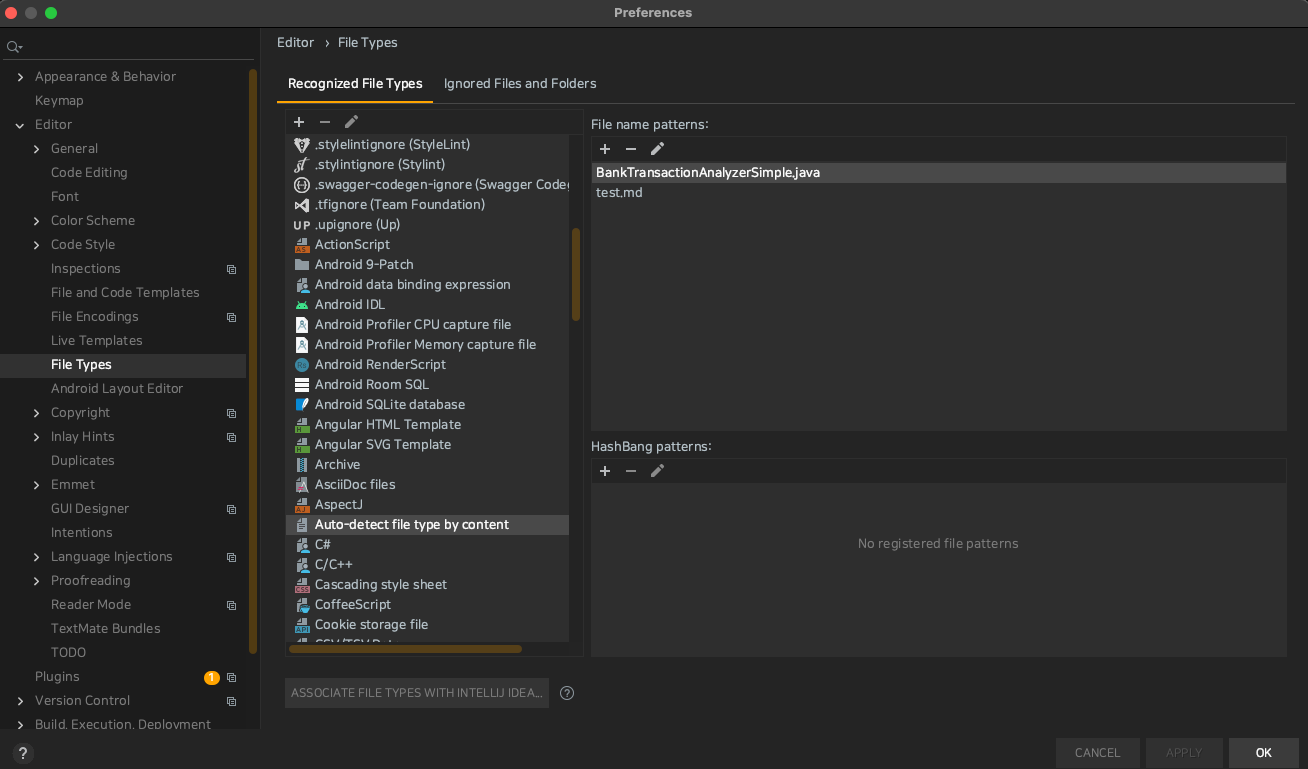 Preferences
Appearance & Behavior
Keymap
Editor
General
Code Editing
Font
Color Scheme
Code Style
Inspections
File and Code Templates
File Encodings
Live Templates
File Types
Android Layout Editor
Copyright
Inlay Hints
Duplicates
Emmet
GUI Designer
Intentions
Language Injections
Proofreading
Reader Mode
TextMate Bundles
TODO
Plugins 1
Version Control
Build, Execution, Deployment
?
Editor › File Types
Recognized File Types Ignored Files and Folders
.stylelintignore (StyleLint)
.stylintignore (Stylint)
.swagger-codegen-ignore (Swagger Codeg
.tfignore (Team Foundation)
UP .upignore (Up)
AS ActionScript
Android 9-Patch
Android data binding expression
Android IDL
Android Profiler CPU capture file
Android Profiler Memory capture file
Rs Android RenderScript
Android Room SQL
Android SQLite database
H Angular HTML Template
H Angular SVG Template
Archive
AsciiDoc files
AJ AspectJ
Auto-detect file type by content
C#
C/C++
CSS Cascading style sheet
CoffeeScript
API Cookie storage file
ASSOCIATE FILE TYPES WITH INTELLIJ IDEA... ?
File name patterns:
BankTransactionAnalyzerSimple.java
test.md
HashBang patterns:
No registered file patterns
CANCEL APPLY OK